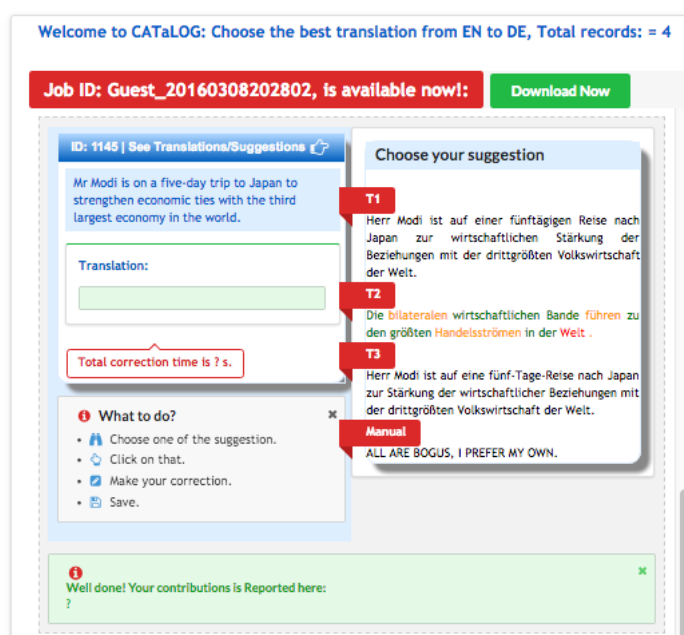 Welcome to CATaLOG: Choose the best translation from EN to DE, Total records: = 4
Job ID: Guest_20160308202802, is available now!:
Download Now
ID: 1145 | See Translations/Suggestions
Mr Modi is on a five-day trip to Japan to
strengthen economic ties with the third
largest economy in the world.
Translation:
Total correction time is ? s.
What to do?
Choose one of the suggestion.
Click on that.
Make your correction.
Save.
Choose your suggestion
T1
Herr Modi ist auf einer fünftägigen Reise nach
Japan zur wirtschaftlichen Stärkung der
Beziehungen mit der drittgrößten Volkswirtschaft
der Welt.
T2
Die bilateralen wirtschaftlichen Bande führen zu
den größten Handelsströmen in der Welt .
T3
Herr Modi ist auf eine fünf-Tage-Reise nach Japan
zur Stärkung der wirtschaftlicher Beziehungen mit
der drittgrößten Volkswirtschaft der Welt.
Manual
ALL ARE BOGUS, I PREFER MY OWN.
Well done! Your contributions is Reported here:
?